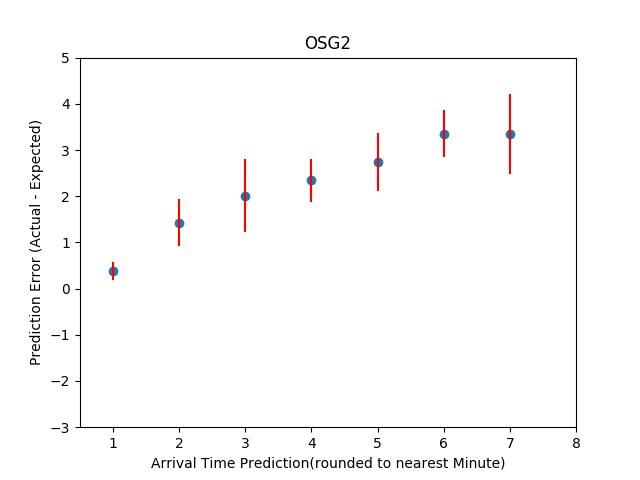 OSG2
5
4
3
2
1
0
−1
−2
−3
Prediction Error (Actual - Expected)
1 2 3 4 5 6 7 8
Arrival Time Prediction(rounded to nearest Minute)